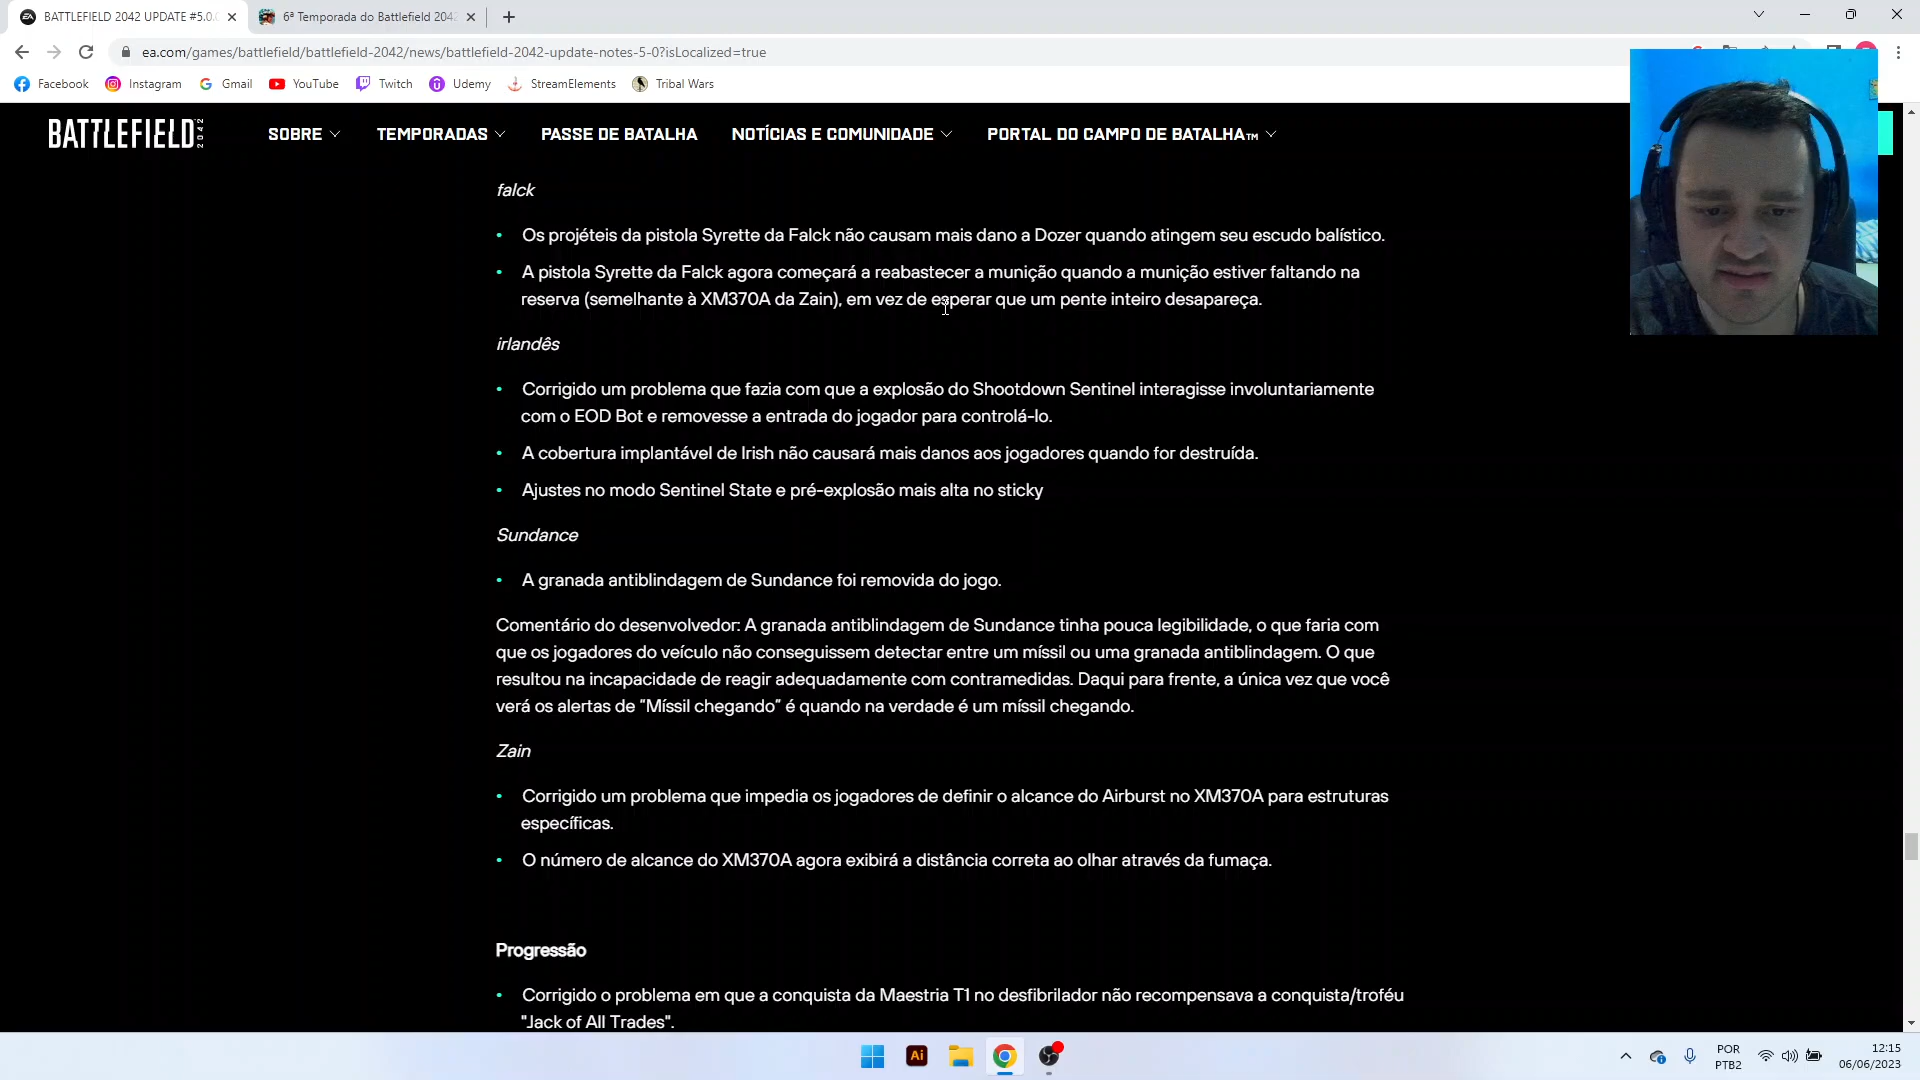 BATTLEFIELD 2042 UPDATE #5.0.0
6ª Temporada do Battlefield 2042
ea.com/games/battlefield/battlefield-2042/news/battlefield-2042-update-notes-5-0?isLocalized=true
Facebook Instagram Gmail YouTube Twitch Udemy StreamElements Tribal Wars
BATTLEFIELD 2042 SOBRE TEMPORADAS PASSE DE BATALHA NOTÍCIAS E COMUNIDADE PORTAL DO CAMPO DE BATALHA™
falck
• Os projéteis da pistola Syrette da Falck não causam mais dano a Dozer quando atingem seu escudo balístico.
• A pistola Syrette da Falck agora começará a reabastecer a munição quando a munição estiver faltando na
reserva (semelhante à XM370A da Zain), em vez de esperar que um pente inteiro desapareça.
irlandês
• Corrigido um problema que fazia com que a explosão do Shootdown Sentinel interagisse involuntariamente
com o EOD Bot e removesse a entrada do jogador para controlá-lo.
• A cobertura implantável de Irish não causará mais danos aos jogadores quando for destruída.
• Ajustes no modo Sentinel State e pré-explosão mais alta no sticky
Sundance
• A granada antiblindagem de Sundance foi removida do jogo.
Comentário do desenvolvedor: A granada antiblindagem de Sundance tinha pouca legibilidade, o que faria com
que os jogadores do veículo não conseguissem detectar entre um míssil ou uma granada antiblindagem. O que
resultou na incapacidade de reagir adequadamente com contramedidas. Daqui para frente, a única vez que você
verá os alertas de “Míssil chegando” é quando na verdade é um míssil chegando.
Zain
• Corrigido um problema que impedia os jogadores de definir o alcance do Airburst no XM370A para estruturas
específicas.
• O número de alcance do XM370A agora exibirá a distância correta ao olhar através da fumaça.
Progressão
• Corrigido o problema em que a conquista da Maestria T1 no desfibrilador não recompensava a conquista/troféu
"Jack of All Trades".
Ai
POR
PTB2
12:15
06/06/2023